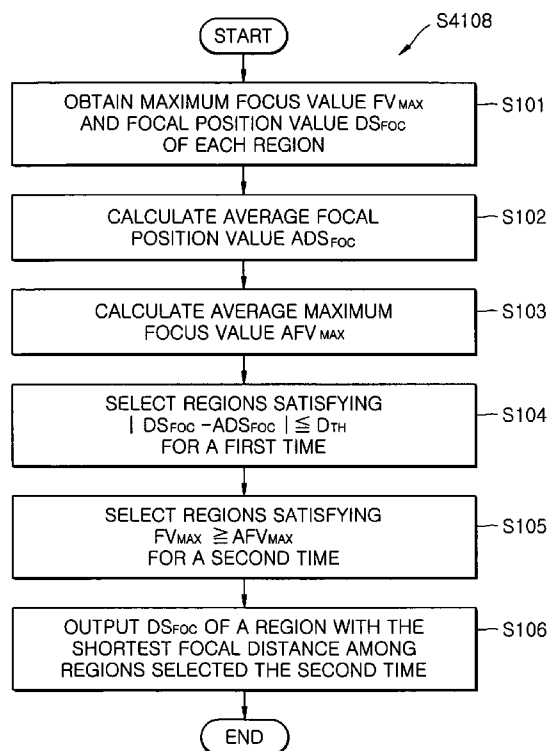 START
S4108
OBTAIN MAXIMUM FOCUS VALUE FVMAX
AND FOCAL POSITION VALUE DSFOC
OF EACH REGION
S101
CALCULATE AVERAGE FOCAL
POSITION VALUE ADSFOC
S102
CALCULATE AVERAGE MAXIMUM
FOCUS VALUE AFVMAX
S103
SELECT REGIONS SATISFYING
| DSFOC -ADSFOC | ≦ DTH
FOR A FIRST TIME
S104
SELECT REGIONS SATISFYING
FVMAX ≧ AFVMAX
FOR A SECOND TIME
S105
OUTPUT DSFOC OF A REGION WITH THE
SHORTEST FOCAL DISTANCE AMONG
REGIONS SELECTED THE SECOND TIME
S106
END